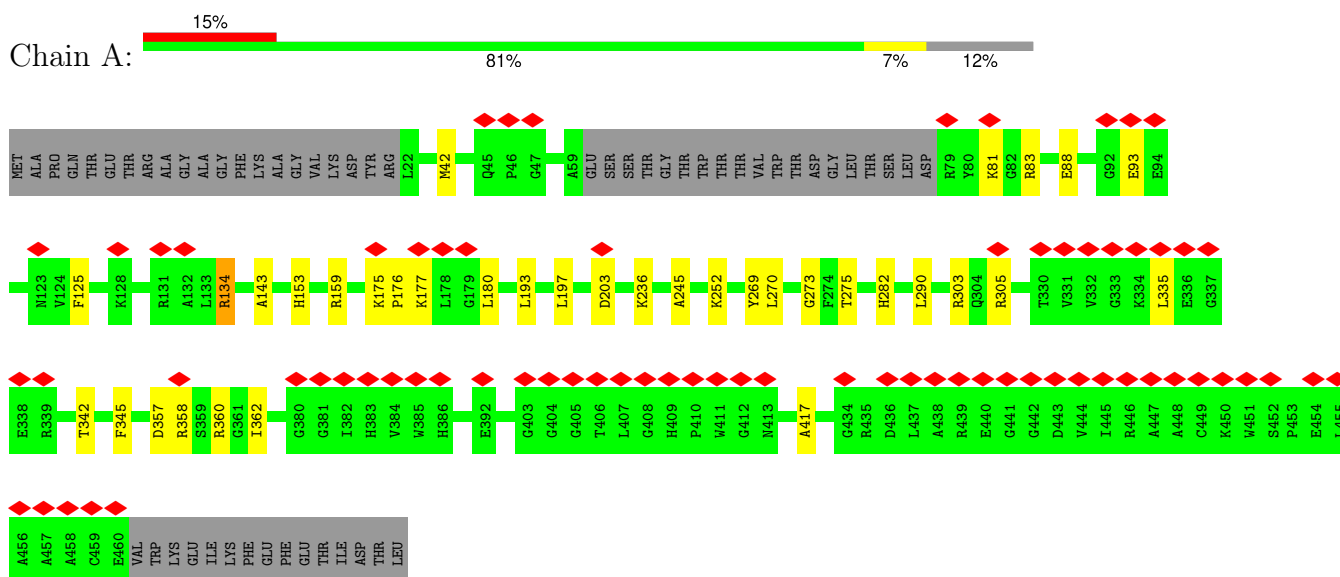 15%
Chain A:
81% 7% 12%
MET ALA PRO GLN THR GLU THR ARG ALA GLY ALA GLY PHE LYS ALA GLY VAL LYS ASP TYR ARG L22 M42 Q45 P46 G47 A59 GLU SER SER THR GLY THR THR TRP THR THR VAL TRP THR ASP GLY LEU THR SER LEU ASP R79 Y80 K81 G82 R83 E88 G92 E93 E94
N123 V124 F125 K128 R131 A132 L133 R134 A143 H153 R159 K175 P176 K177 L178 G179 L180 L193 L197 D203 K236 A245 K252 Y269 L270 G273 F274 T275 H282 L290 R303 Q304 R305 T330 V331 V332 G333 K334 L335 E336 G337
E338 R339 T342 F345 D357 R358 S359 R360 G361 I362 G380 G381 I382 H383 V384 W385 H386 E392 G403 G404 G405 T406 L407 G408 H409 P410 W411 G412 N413 A417 G434 R435 D436 L437 A438 R439 E440 G441 G442 D443 V444 I445 R446 A447 A448 C449 K450 W451 S452 P453 E454 L455
A456 A457 A458 C459 E460 VAL TRP LYS GLU ILE LYS PHE GLU PHE GLU THR ILE ASP THR LEU